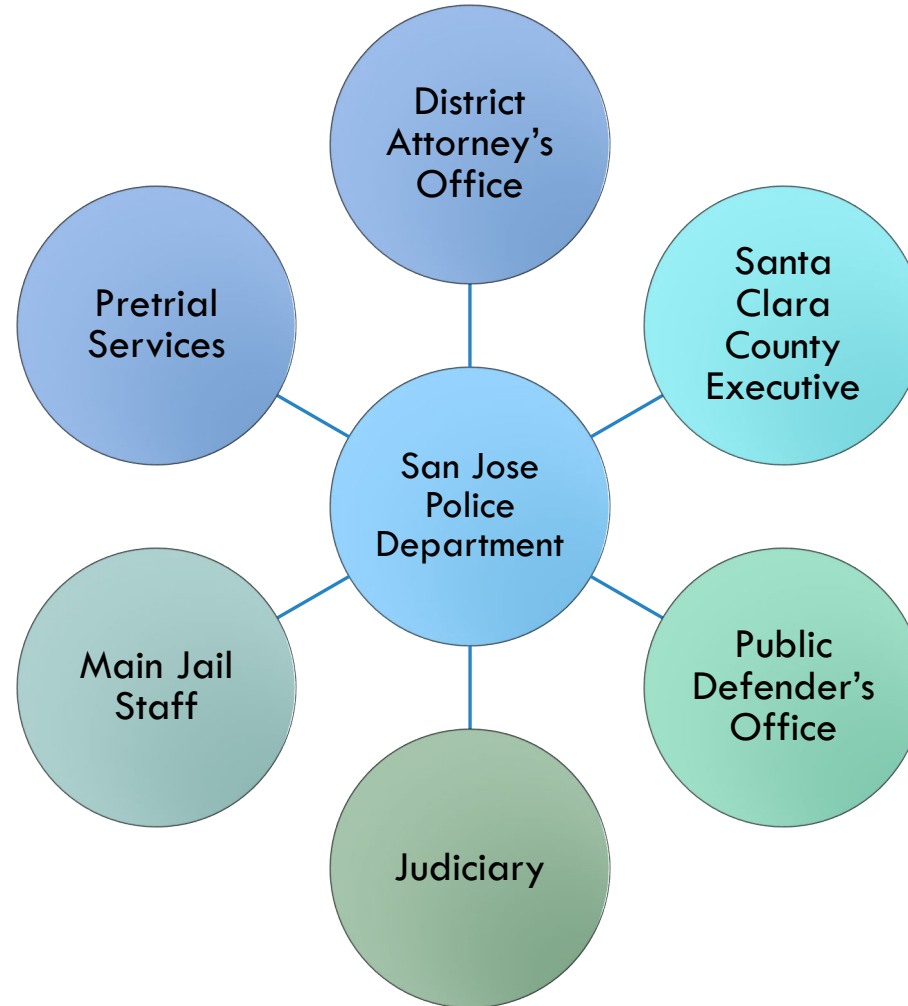 District
Attorney’s
Office
Santa
Clara
County
Executive
Pretrial
Services
San Jose
Police
Department
Public
Defender’s
Office
Main Jail
Staff
Judiciary